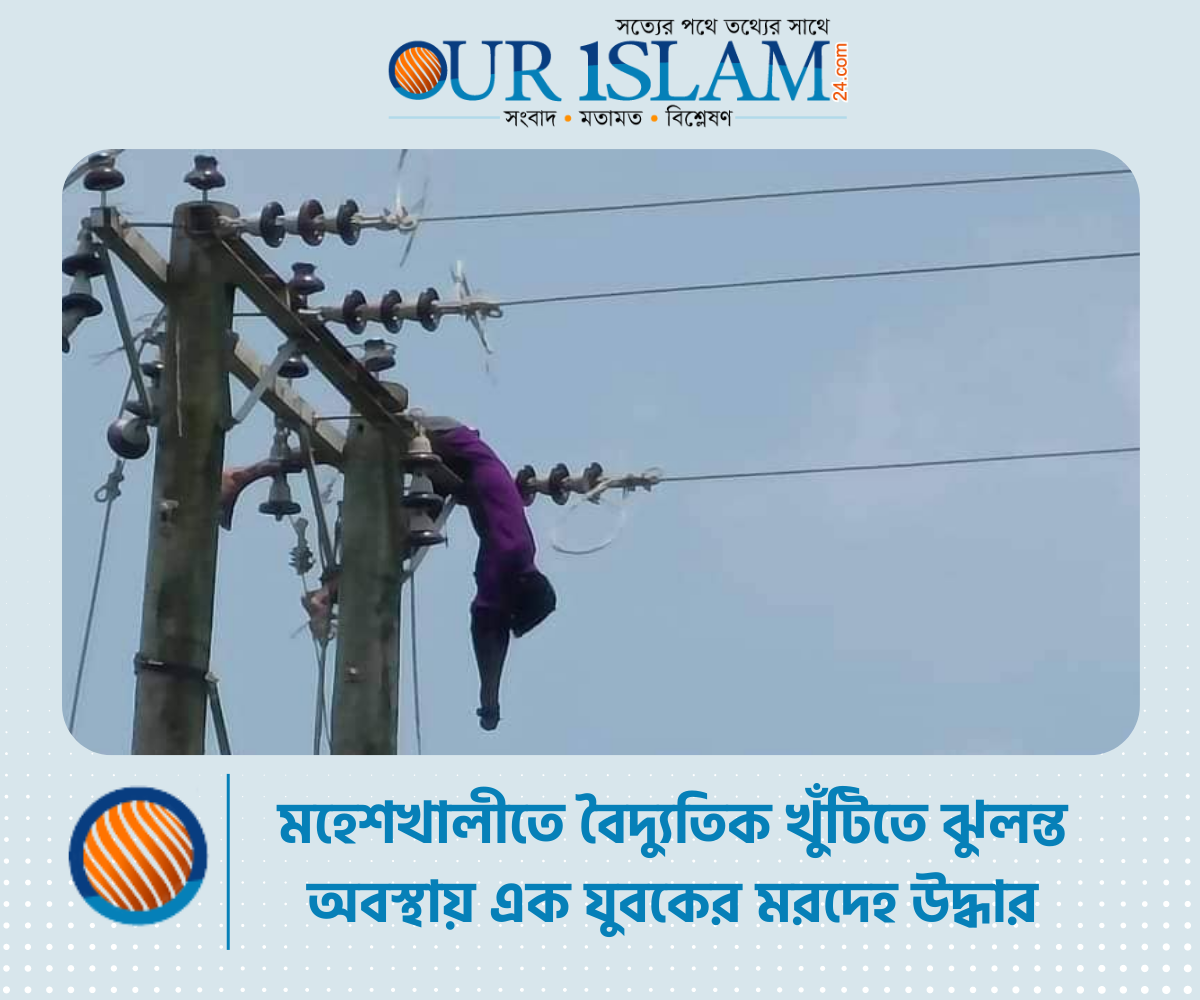 সত্যের পথে তথ্যের সাথে
OUR ISLAM
24.com
সংবাদ • মতামত • বিশ্লেষণ
মহেশখালীতে বৈদ্যুতিক খুঁটিতে ঝুলন্ত
অবস্থায় এক যুবকের মরদেহ উদ্ধার